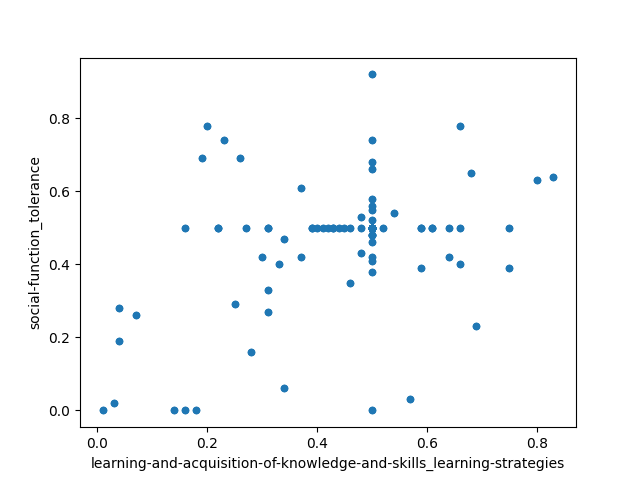 social-function_tolerance
0.8
0.6
0.4
0.2
0.0
0.0 0.2 0.4 0.6 0.8
learning-and-acquisition-of-knowledge-and-skills_learning-strategies